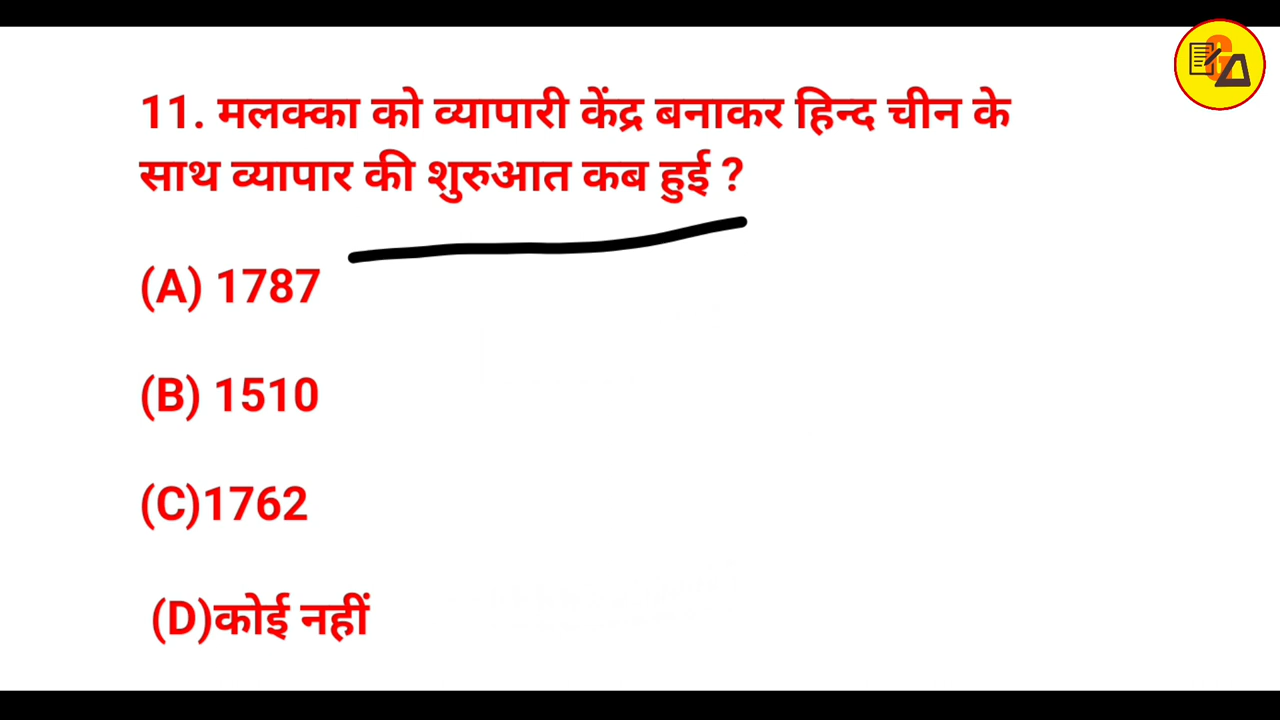 11. मलक्का को व्यापारी केंद्र बनाकर हिन्द चीन के
साथ व्यापार की शुरुआत कब हुई ?
(A) 1787
(B) 1510
(C)1762
(D)कोई नहीं